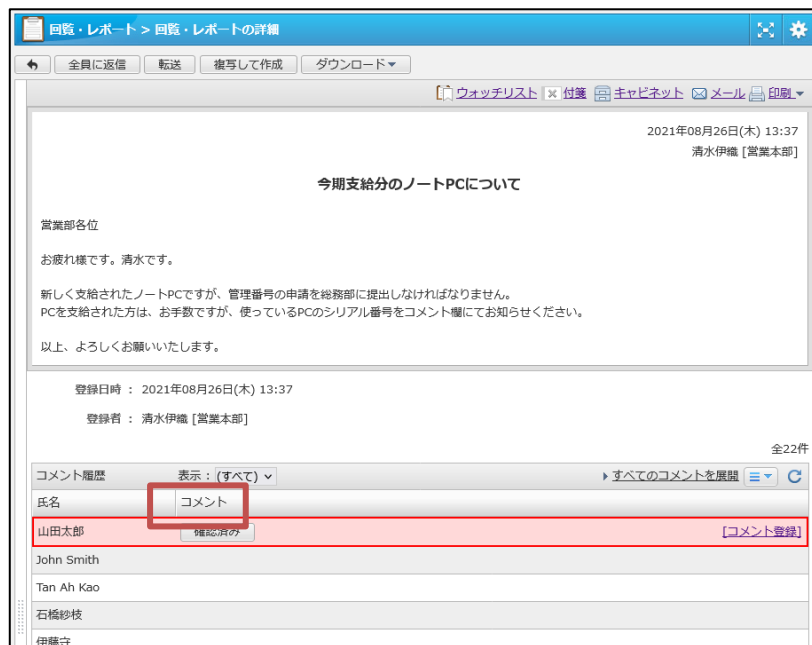 回覧・レポート > 回覧・レポートの詳細
全員に返信 転送 複写して作成 ダウンロード
ウォッチリスト 付箋 キャビネット メール 印刷
2021年08月26日(木) 13:37
清水伊織 [営業本部]
今期支給分のノートPCについて
営業部各位
お疲れ様です。清水です。
新しく支給されたノートPCですが、管理番号の申請を総務部に提出しなければなりません。
PCを支給された方は、お手数ですが、使っているPCのシリアル番号をコメント欄にてお知らせください。
以上、よろしくお願いいたします。
登録日時 : 2021年08月26日(木) 13:37
登録者 : 清水伊織 [営業本部]
全22件
コメント履歴 表示 : (すべて) すべてのコメントを展開
氏名 コメント
山田太郎 確認済み [コメント登録]
John Smith
Tan Ah Kao
石橋紗枝
伊藤守